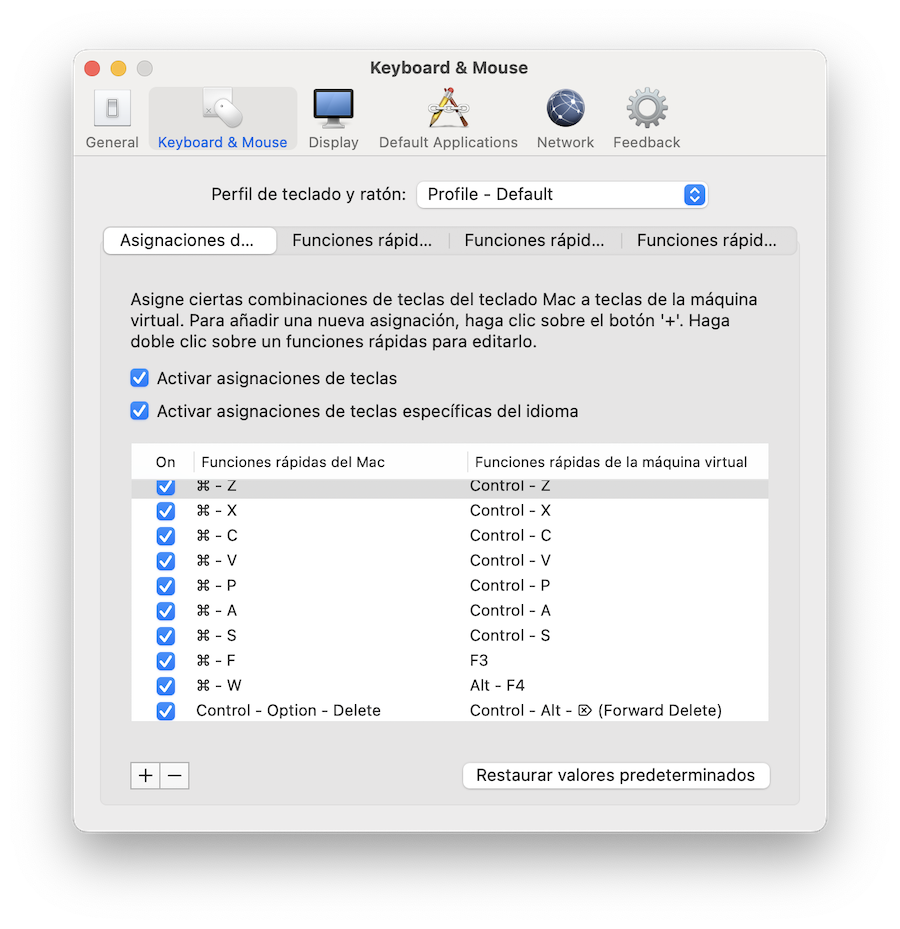 Keyboard & Mouse
General Keyboard & Mouse Display Default Applications Network Feedback
Perfil de teclado y ratón: Profile - Default
Asignaciones d... Funciones rápid... Funciones rápid... Funciones rápid...
Asigne ciertas combinaciones de teclas del teclado Mac a teclas de la máquina
virtual. Para añadir una nueva asignación, haga clic sobre el botón '+'. Haga
doble clic sobre un funciones rápidas para editarlo.
Activar asignaciones de teclas
Activar asignaciones de teclas específicas del idioma
On Funciones rápidas del Mac Funciones rápidas de la máquina virtual
⌘ - Z Control - Z
⌘ - X Control - X
⌘ - C Control - C
⌘ - V Control - V
⌘ - P Control - P
⌘ - A Control - A
⌘ - S Control - S
⌘ - F F3
⌘ - W Alt - F4
Control - Option - Delete Control - Alt - ⌦ (Forward Delete)
+ − Restaurar valores predeterminados